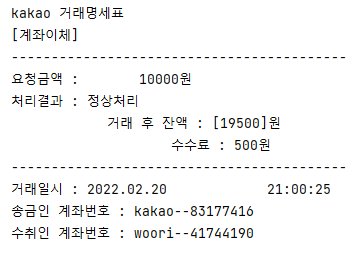 kakao 거래명세표
[계좌이체]
------------------------------------------
요청금액 : 10000원
처리결과 : 정상처리
거래 후 잔액 : [19500]원
수수료 : 500원
------------------------------------------
거래일시 : 2022.02.20 21:00:25
송금인 계좌번호 : kakao--83177416
수취인 계좌번호 : woori--41744190